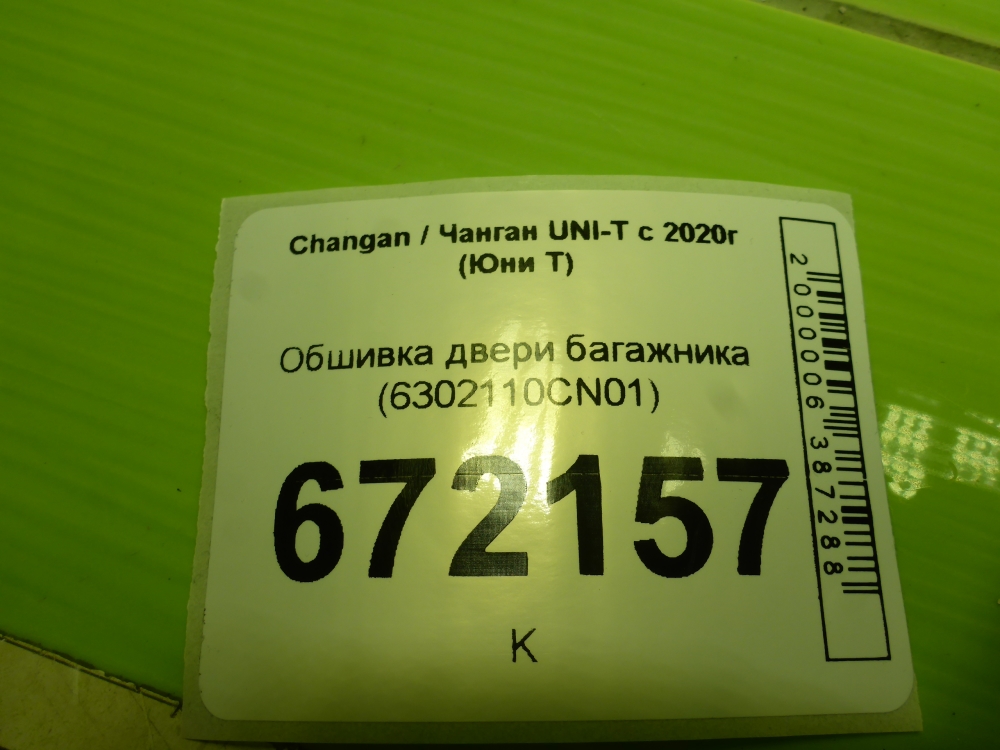 Changan / Чанган UNI-T с 2020г
(Юни Т)
Обшивка двери багажника
(6302110CN01)
672157
К
2000006387288